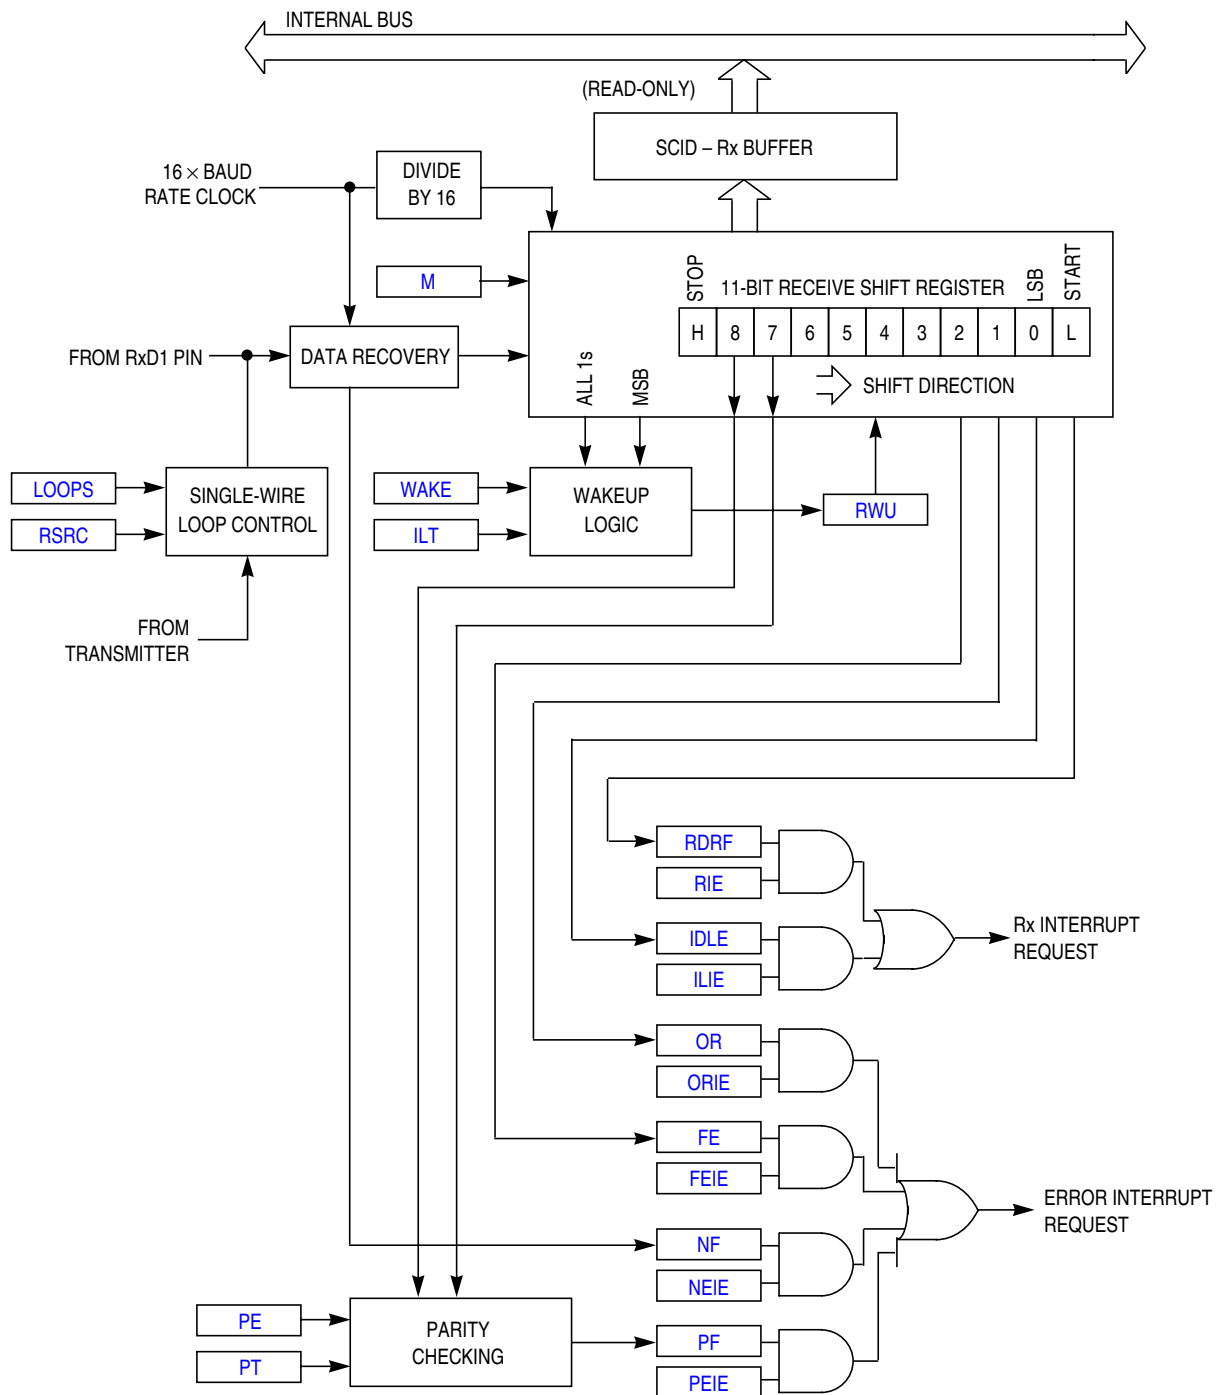 INTERNAL BUS
(READ-ONLY)
SCID – Rx BUFFER
16 × BAUD
RATE CLOCK
DIVIDE
BY 16
M
STOP
11-BIT RECEIVE SHIFT REGISTER
LSB
START
H 8 7 6 5 4 3 2 1 0 L
FROM RxD1 PIN
DATA RECOVERY
ALL 1s
MSB
SHIFT DIRECTION
LOOPS
RSRC
SINGLE-WIRE
LOOP CONTROL
WAKE
ILT
WAKEUP
LOGIC
RWU
FROM
TRANSMITTER
RDRF
RIE
IDLE
ILIE
Rx INTERRUPT
REQUEST
OR
ORIE
FE
FEIE
ERROR INTERRUPT
REQUEST
NF
NEIE
PE
PT
PARITY
CHECKING
PF
PEIE